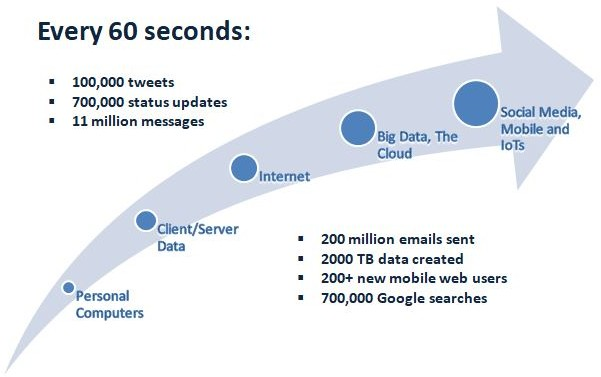 Every 60 seconds:
▪ 100,000 tweets
▪ 700,000 status updates
▪ 11 million messages
Social Media,
Mobile and
IoTs
Big Data, The
Cloud
Internet
Client/Server
Data
Personal
Computers
▪ 200 million emails sent
▪ 2000 TB data created
▪ 200+ new mobile web users
▪ 700,000 Google searches